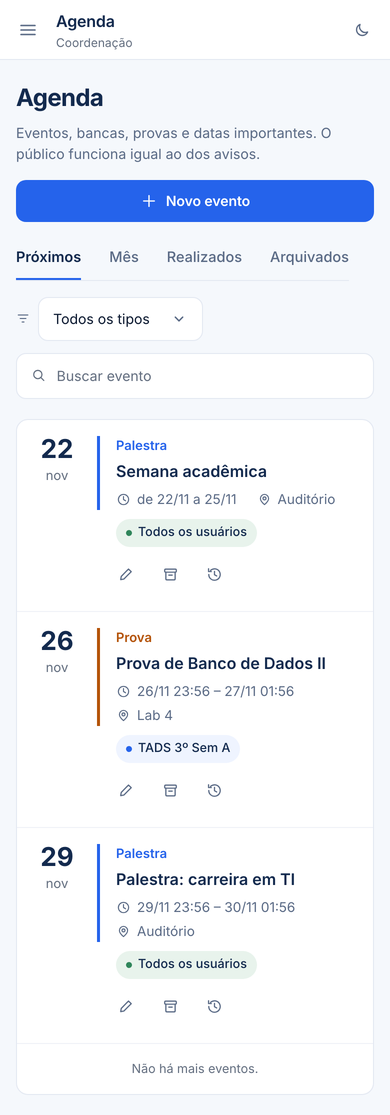 Agenda
Coordenação
Agenda
Eventos, bancas, provas e datas importantes. O
público funciona igual ao dos avisos.
Novo evento
Próximos Mês Realizados Arquivados
Todos os tipos
Buscar evento
22
nov
Palestra
Semana acadêmica
de 22/11 a 25/11 Auditório
Todos os usuários
26
nov
Prova
Prova de Banco de Dados II
26/11 23:56 – 27/11 01:56
Lab 4
TADS 3º Sem A
29
nov
Palestra
Palestra: carreira em TI
29/11 23:56 – 30/11 01:56
Auditório
Todos os usuários
Não há mais eventos.